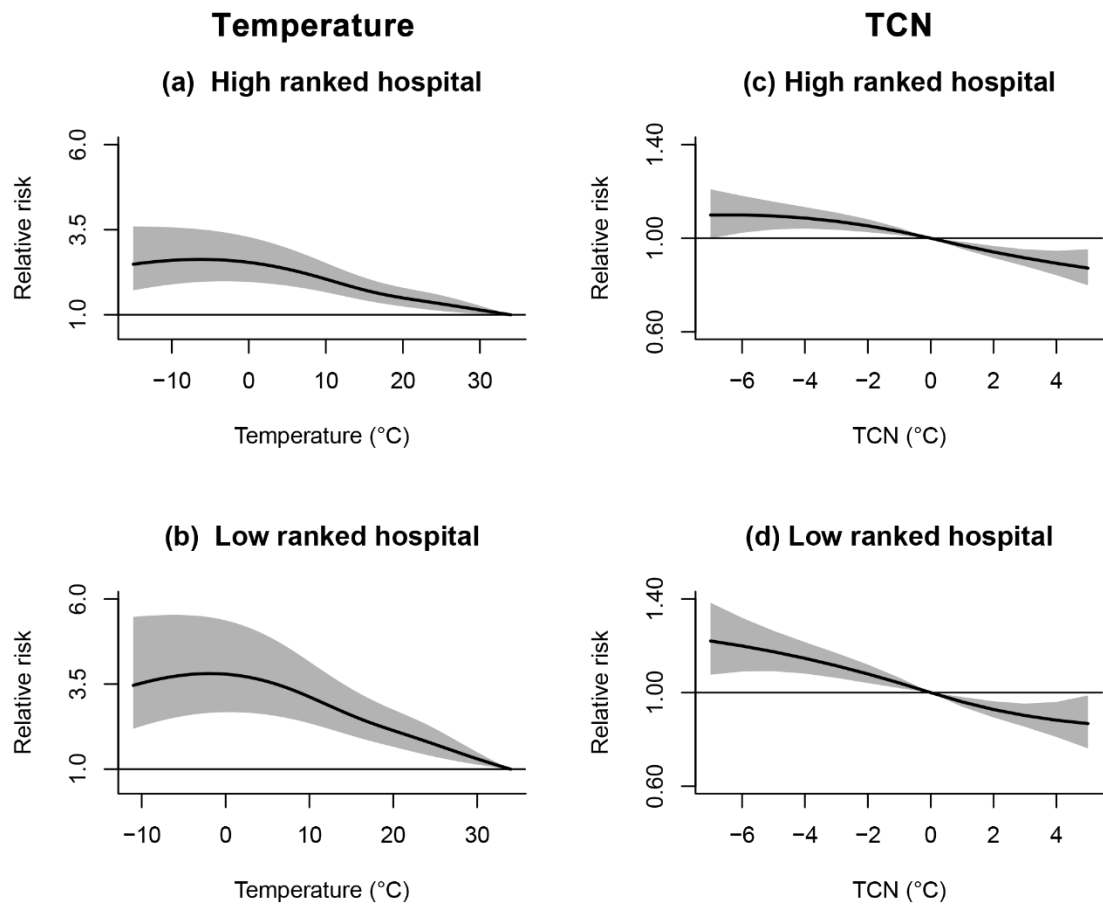 Temperature
TCN
(a) High ranked hospital
(c) High ranked hospital
Relative risk
6.0
3.5
1.0
−10 0 10 20 30
Temperature (°C)
Relative risk
1.40
1.00
0.60
−6 −4 −2 0 2 4
TCN (°C)
(b) Low ranked hospital
(d) Low ranked hospital
Relative risk
6.0
3.5
1.0
−10 0 10 20 30
Temperature (°C)
Relative risk
1.40
1.00
0.60
−6 −4 −2 0 2 4
TCN (°C)